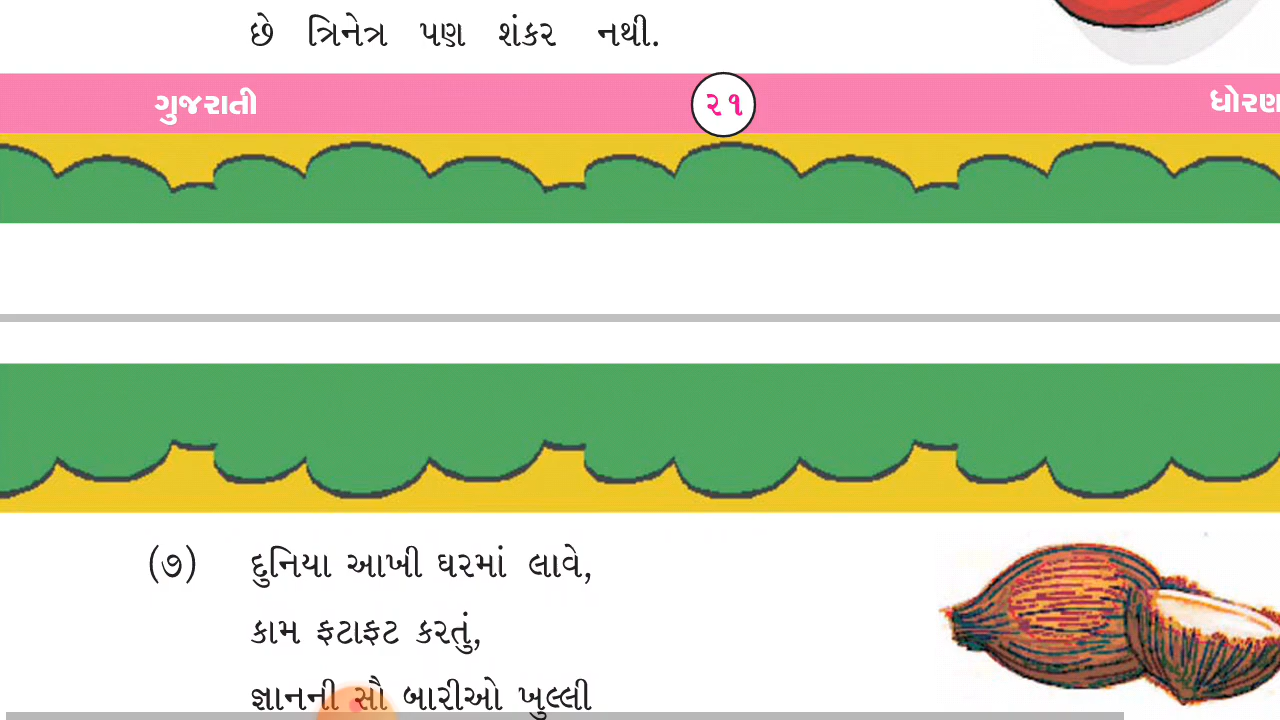 છે ત્રિનેત્ર પણ શંકર નથી.
ગુજરાતી ૨૧ ધોરણ
(૭) દુનિયા આખી ઘરમાં લાવે,
કામ ફટાફટ કરતું,
જ્ઞાનની સૌ બારીઓ ખુલ્લી